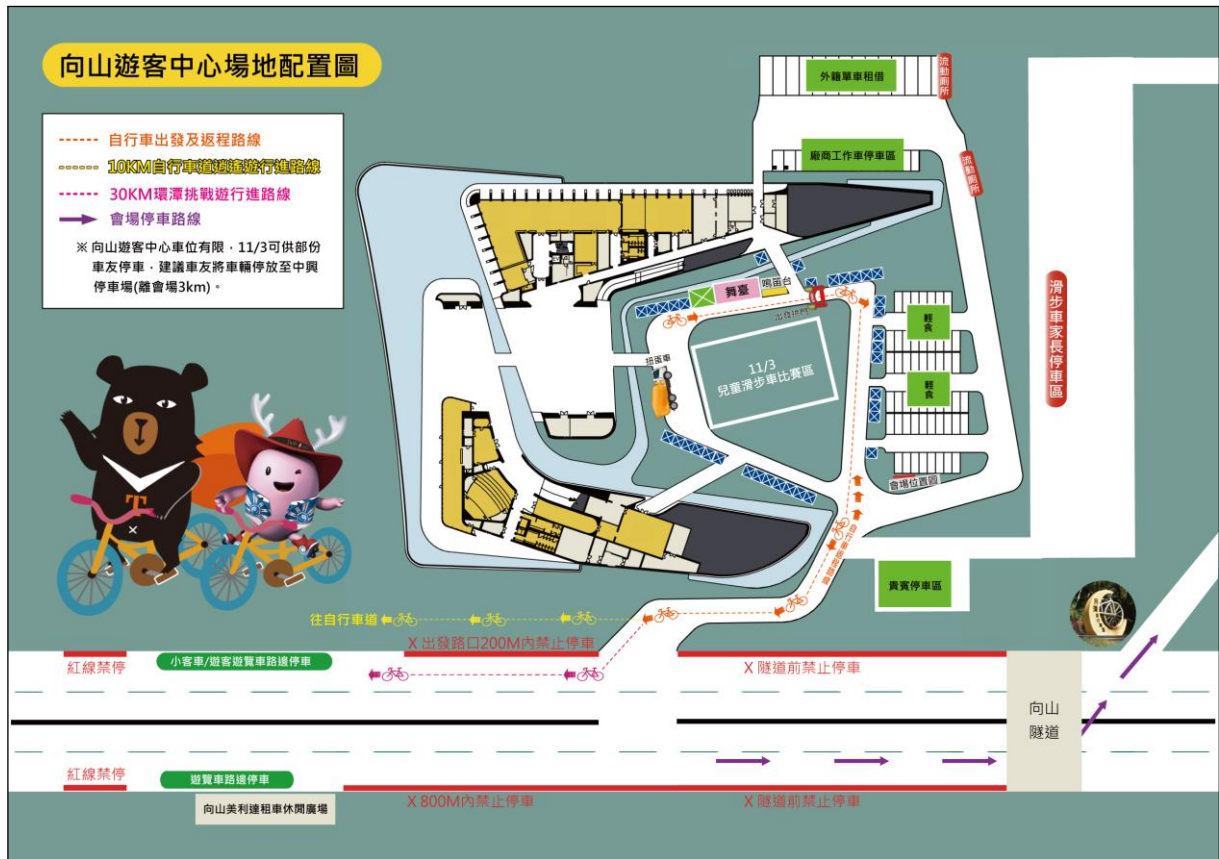 向山遊客中心場地配置圖
自行車出發及返程路線
10KM自行車道逍遙遊行進路線
30KM環潭挑戰遊行進路線
會場停車路線
※ 向山遊客中心車位有限，11/3可供部份
車友停車，建議車友將車輛停放至中興
停車場(離會場3km)。
外籍單車租借
流動廁所
廠商工作車停車區
流動廁所
滑步車家長停車區
舞臺
鳴笛台
出發拱門
輕食
扭蛋車
11/3
兒童滑步車比賽區
輕食
會場位置圖
貴賓停車區
往自行車道
X 出發路口200M內禁止停車
紅線禁停
小客車/遊客遊覽車路邊停車
X 隧道前禁止停車
向山
隧道
紅線禁停
遊覽車路邊停車
X 800M內禁止停車
X 隧道前禁止停車
向山美利達租車休閒廣場